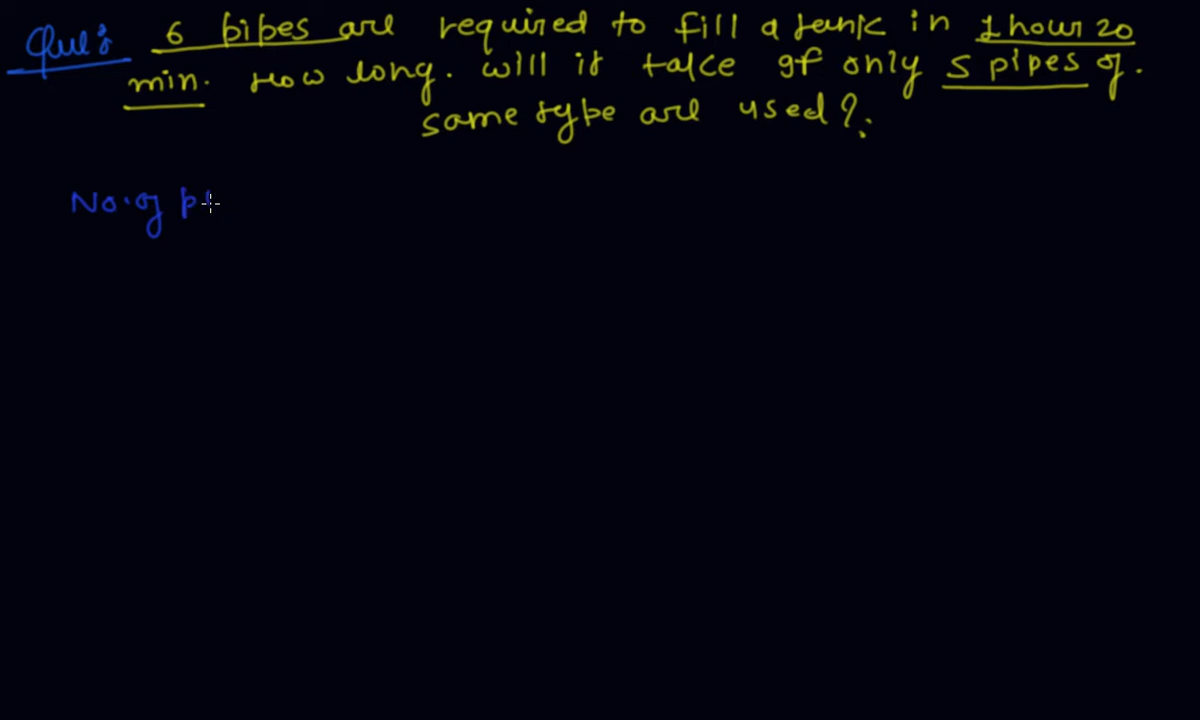 Que: 6 pipes are required to fill a tank in 1 hour 20
min. How long. will it take If only 5 pipes of.
same type are used?.
No. of pi